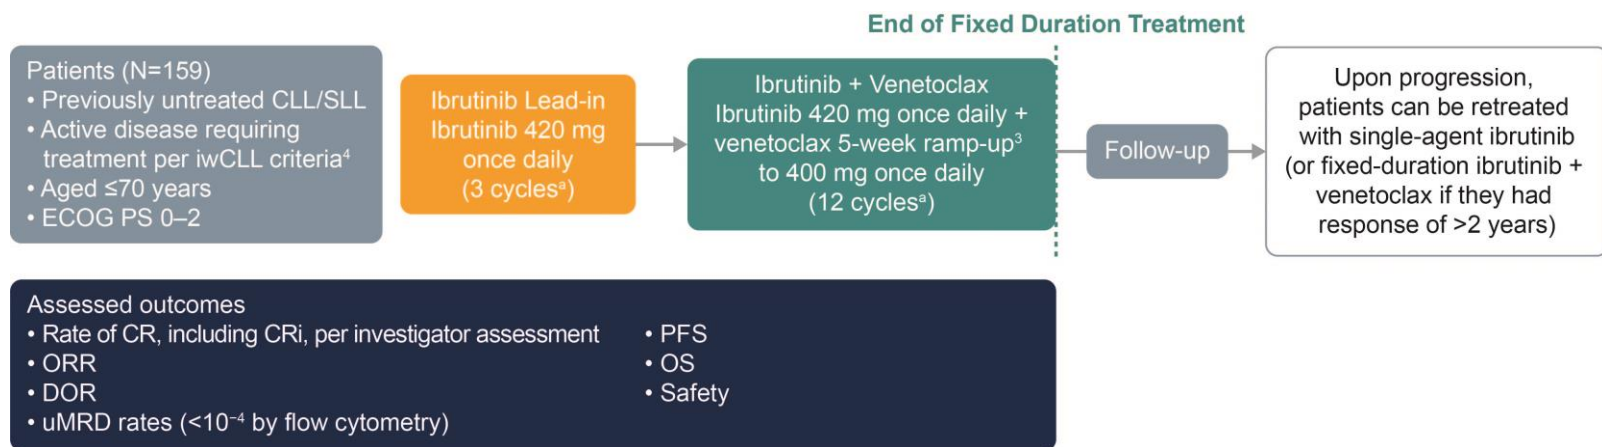 End of Fixed Duration Treatment
Patients (N=159)
• Previously untreated CLL/SLL
• Active disease requiring
treatment per iwCLL criteria⁴
• Aged ≤70 years
• ECOG PS 0–2
Ibrutinib Lead-in
Ibrutinib 420 mg
once daily
(3 cyclesᵃ)
Ibrutinib + Venetoclax
Ibrutinib 420 mg once daily +
venetoclax 5-week ramp-up³
to 400 mg once daily
(12 cyclesᵃ)
Follow-up
Upon progression,
patients can be retreated
with single-agent ibrutinib
(or fixed-duration ibrutinib +
venetoclax if they had
response of >2 years)
Assessed outcomes
• Rate of CR, including CRi, per investigator assessment
• ORR
• DOR
• uMRD rates (<10⁻⁴ by flow cytometry)
• PFS
• OS
• Safety